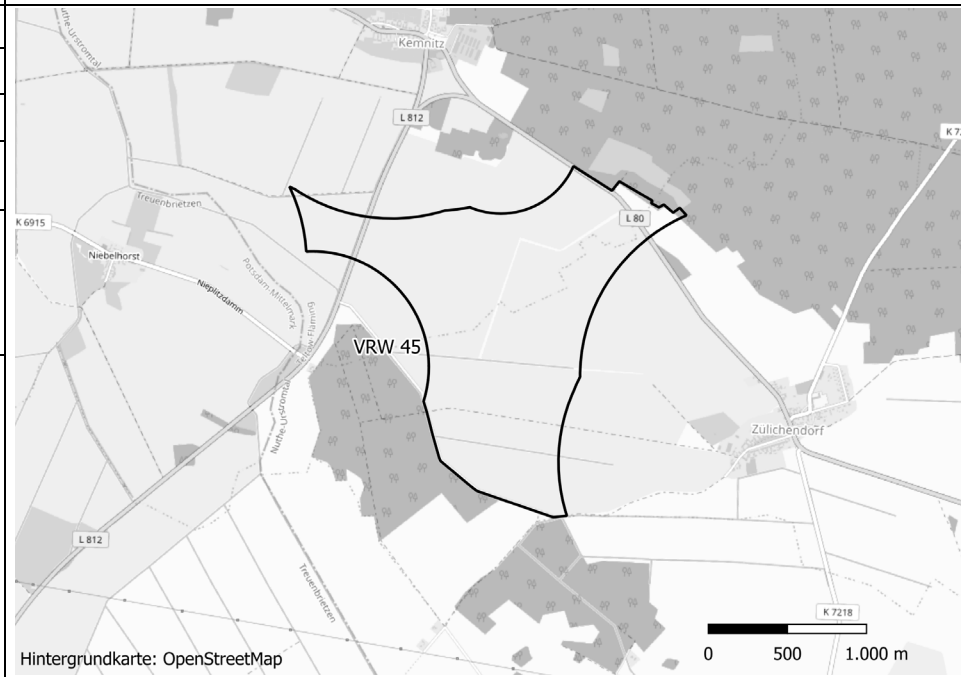 Nuthe-Urstromtal
Kemnitz
L 812
K 72
Treuenbrietzen
K 6915
L 80
Niebelhorst
Potsdam-Mittelmark
Nieplitzdamm
Teltow-Fläming
VRW 45
Nuthe-Urstromtal
Zülichendorf
L 812
Treuenbrietzen
K 7218
Hintergrundkarte: OpenStreetMap
0 500 1.000 m